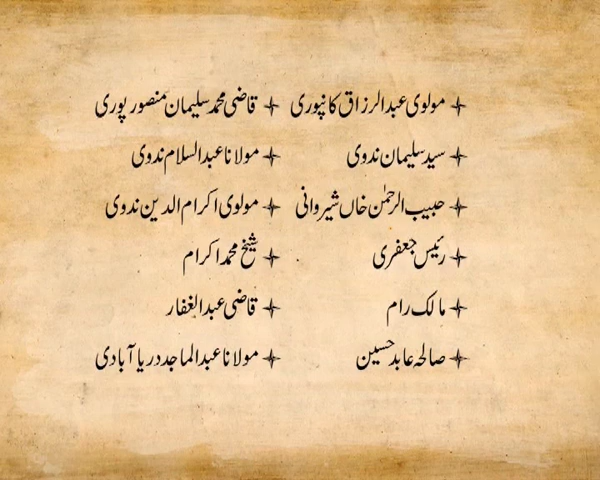 مولوی عبدالرزاق کانپوری
سید سلیمان ندوی
حبیب الرحمٰن خاں شیروانی
رئیس جعفری
مالک رام
صالحہ عابد حسین
قاضی محمد سلیمان منصور پوری
مولانا عبدالسلام ندوی
مولوی اکرام الدین ندوی
شیخ محمد اکرام
قاضی عبدالغفار
مولانا عبدالماجد دریا آبادی